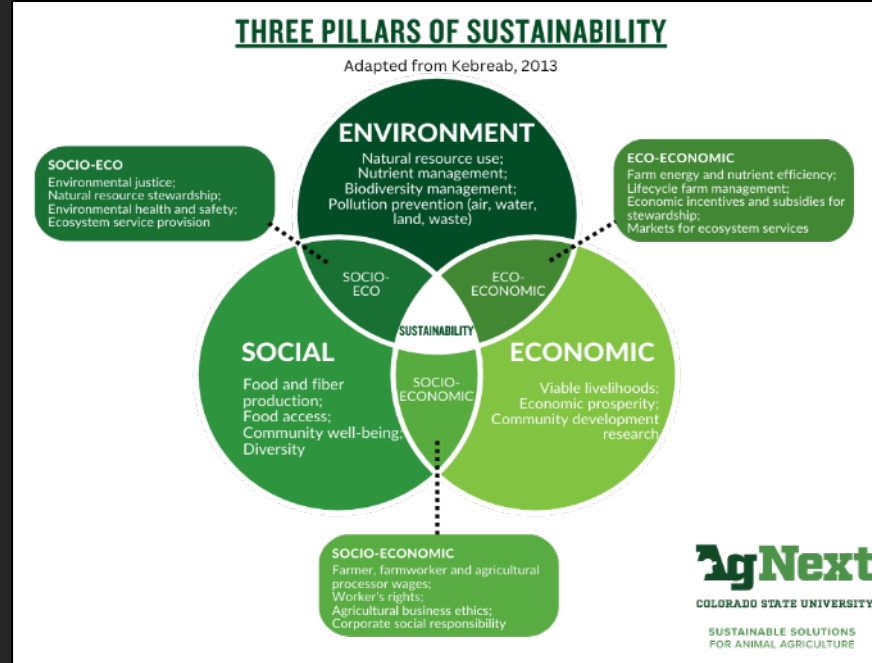 THREE PILLARS OF SUSTAINABILITY
Adapted from Kebreab, 2013
ENVIRONMENT
Natural resource use;
Nutrient management;
Biodiversity management;
Pollution prevention (air, water,
land, waste)
SOCIO-ECO
Environmental justice;
Natural resource stewardship;
Environmental health and safety;
Ecosystem service provision
ECO-ECONOMIC
Farm energy and nutrient efficiency;
Lifecycle farm management;
Economic incentives and subsidies for
stewardship;
Markets for ecosystem services
SOCIO-
ECO
ECO-
ECONOMIC
SUSTAINABILITY
SOCIAL
Food and fiber
production;
Food access;
Community well-being;
Diversity
SOCIO-
ECONOMIC
ECONOMIC
Viable livelihoods;
Economic prosperity;
Community development
research
SOCIO-ECONOMIC
Farmer, farmworker and agricultural
processor wages;
Worker's rights;
Agricultural business ethics;
Corporate social responsibility
AgNext
COLORADO STATE UNIVERSITY
SUSTAINABLE SOLUTIONS
FOR ANIMAL AGRICULTURE